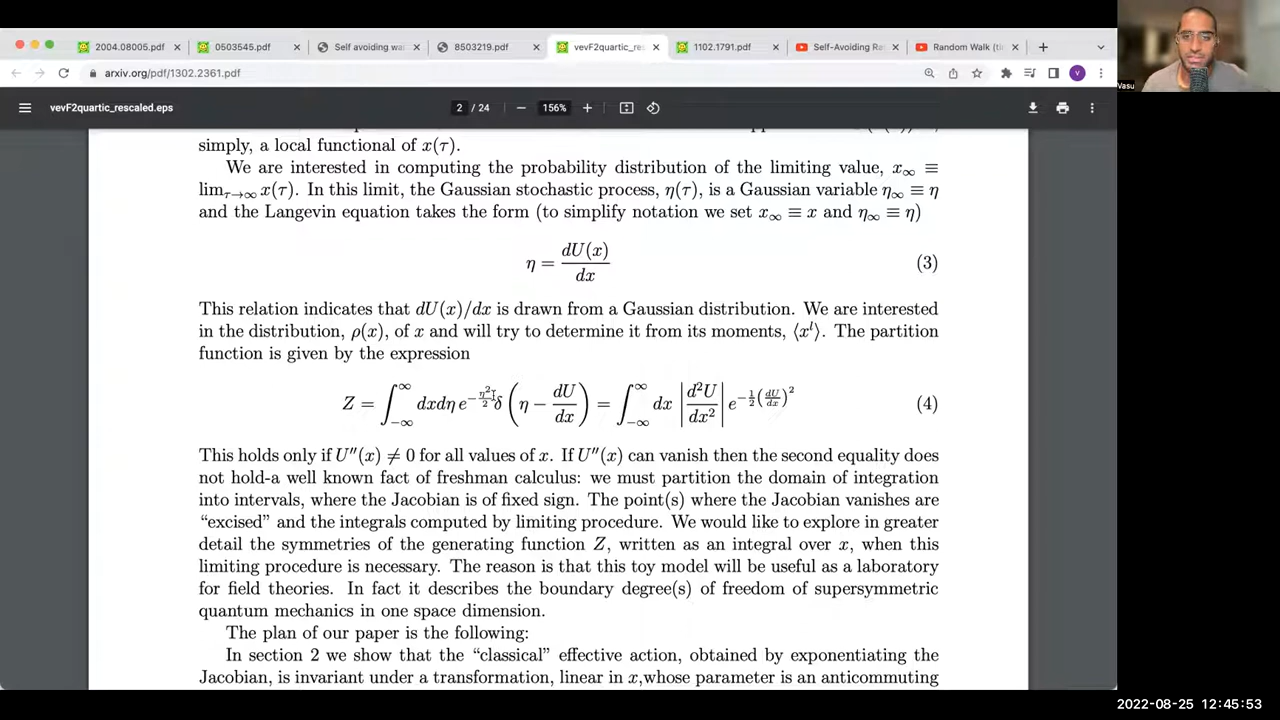 2004.08005.pdf
0503545.pdf
Self avoiding wa
8503219.pdf
vevF2quartic_res
1102.1791.pdf
Self-Avoiding Ra
Random Walk (ti
arxiv.org/pdf/1302.2361.pdf
V
Vasu
vevF2quartic_rescaled.eps
2 / 24
156%
simply, a local functional of x(τ).
We are interested in computing the probability distribution of the limiting value, x∞ ≡
limτ→∞ x(τ). In this limit, the Gaussian stochastic process, η(τ), is a Gaussian variable η∞ ≡ η
and the Langevin equation takes the form (to simplify notation we set x∞ ≡ x and η∞ ≡ η)
η = dU(x)/dx (3)
This relation indicates that dU(x)/dx is drawn from a Gaussian distribution. We are interested
in the distribution, ρ(x), of x and will try to determine it from its moments, ⟨x^l⟩. The partition
function is given by the expression
Z = ∫_{-∞}^{∞} dxdη e^{-η²/2} δ(η − dU/dx) = ∫_{-∞}^{∞} dx |d²U/dx²| e^{-½(dU/dx)²} (4)
This holds only if U″(x) ≠ 0 for all values of x. If U″(x) can vanish then the second equality does
not hold-a well known fact of freshman calculus: we must partition the domain of integration
into intervals, where the Jacobian is of fixed sign. The point(s) where the Jacobian vanishes are
“excised” and the integrals computed by limiting procedure. We would like to explore in greater
detail the symmetries of the generating function Z, written as an integral over x, when this
limiting procedure is necessary. The reason is that this toy model will be useful as a laboratory
for field theories. In fact it describes the boundary degree(s) of freedom of supersymmetric
quantum mechanics in one space dimension.
The plan of our paper is the following:
In section 2 we show that the “classical” effective action, obtained by exponentiating the
Jacobian, is invariant under a transformation, linear in x,whose parameter is an anticommuting
2022-08-25 12:45:53